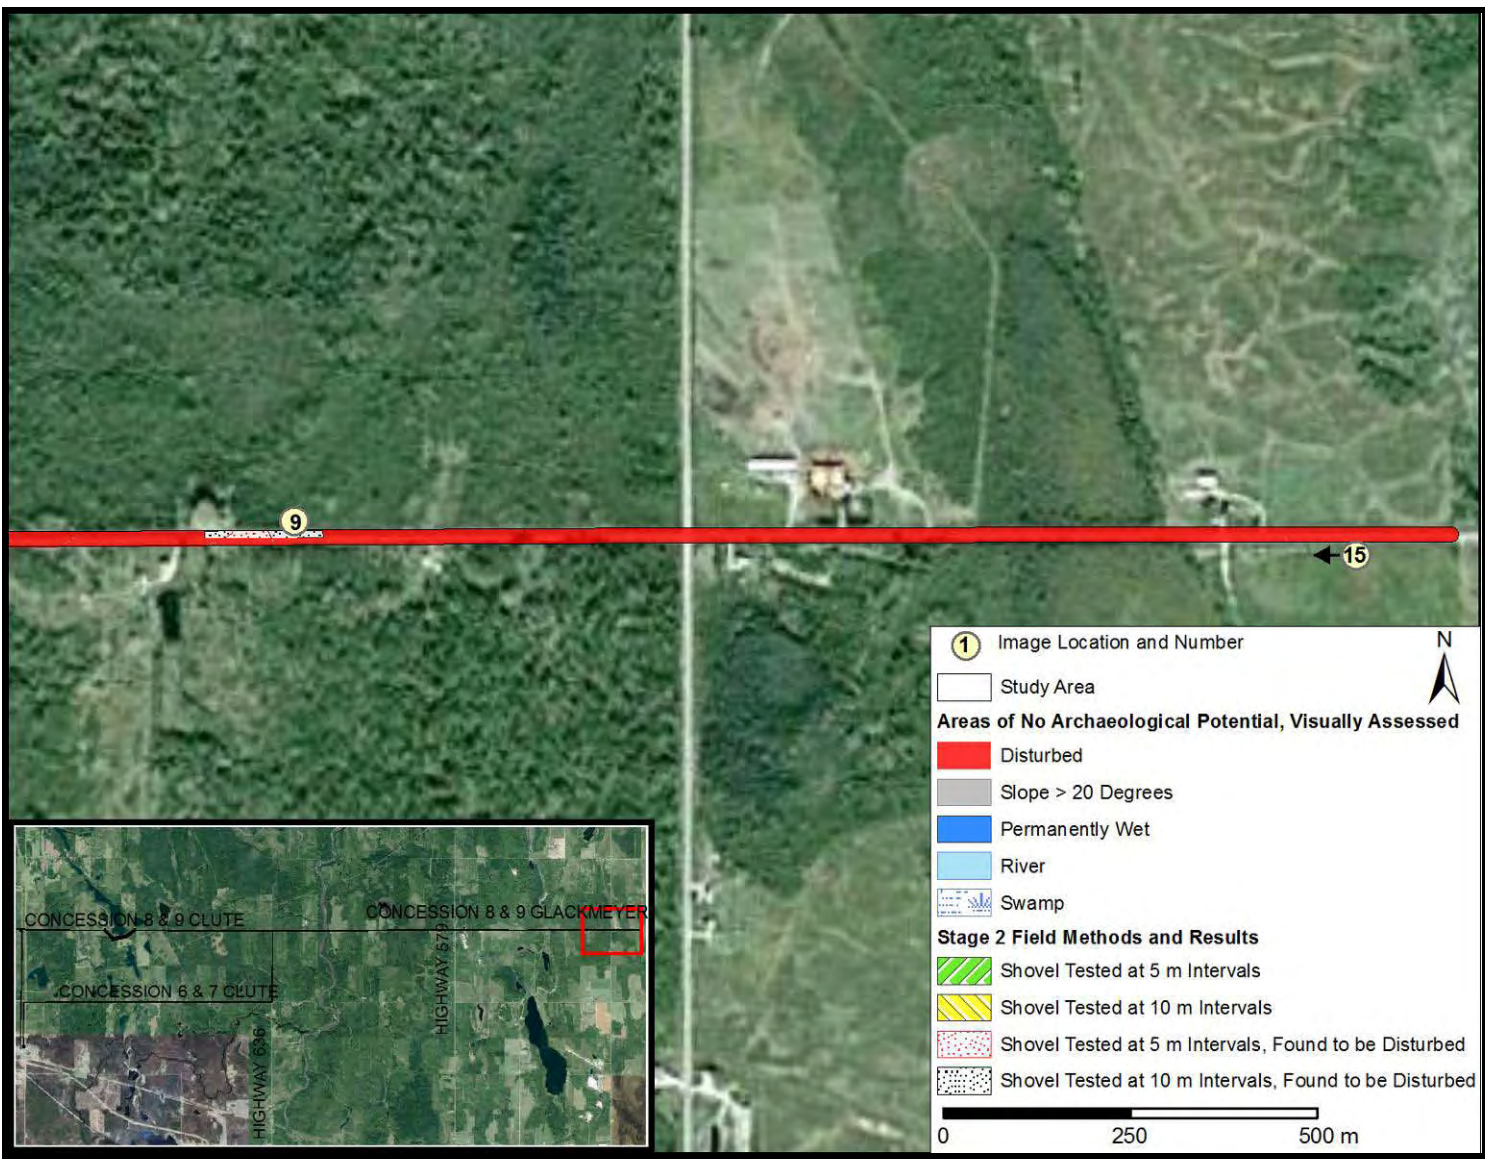 9
15
1 Image Location and Number
N
Study Area
Areas of No Archaeological Potential, Visually Assessed
Disturbed
Slope > 20 Degrees
Permanently Wet
River
Swamp
Stage 2 Field Methods and Results
Shovel Tested at 5 m Intervals
Shovel Tested at 10 m Intervals
Shovel Tested at 5 m Intervals, Found to be Disturbed
Shovel Tested at 10 m Intervals, Found to be Disturbed
0 250 500 m
CONCESSION 8 & 9 CLUTE
CONCESSION 8 & 9 GLACKMEYER
HIGHWAY 579
CONCESSION 6 & 7 CLUTE
HIGHWAY 636